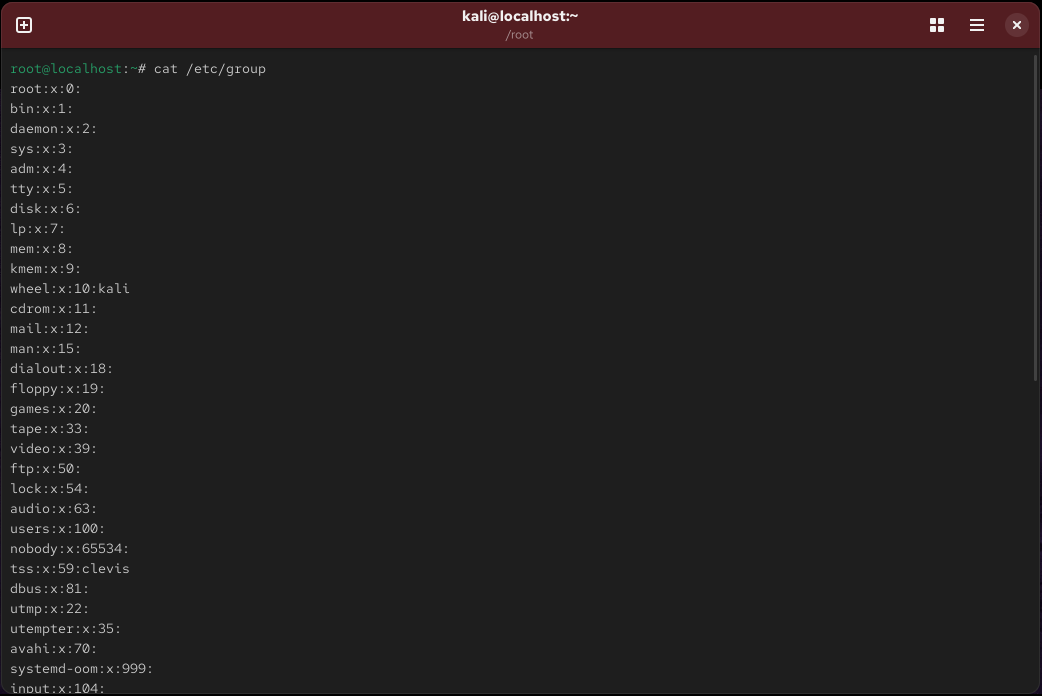 kali@localhost:~
/root
root@localhost:~# cat /etc/group
root:x:0:
bin:x:1:
daemon:x:2:
sys:x:3:
adm:x:4:
tty:x:5:
disk:x:6:
lp:x:7:
mem:x:8:
kmem:x:9:
wheel:x:10:kali
cdrom:x:11:
mail:x:12:
man:x:15:
dialout:x:18:
floppy:x:19:
games:x:20:
tape:x:33:
video:x:39:
ftp:x:50:
lock:x:54:
audio:x:63:
users:x:100:
nobody:x:65534:
tss:x:59:clevis
dbus:x:81:
utmp:x:22:
utempter:x:35:
avahi:x:70:
systemd-oom:x:999:
input:x:104: